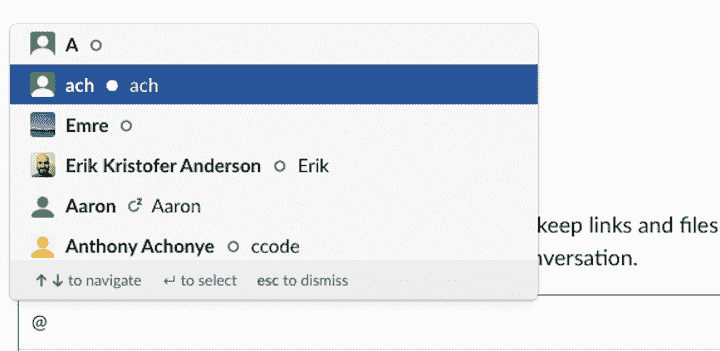 A
ach ach
Emre
Erik Kristofer Anderson Erik
Aaron z Aaron
Anthony Achonye ccode
keep links and files
nversation.
↑ ↓ to navigate ↵ to select esc to dismiss
@